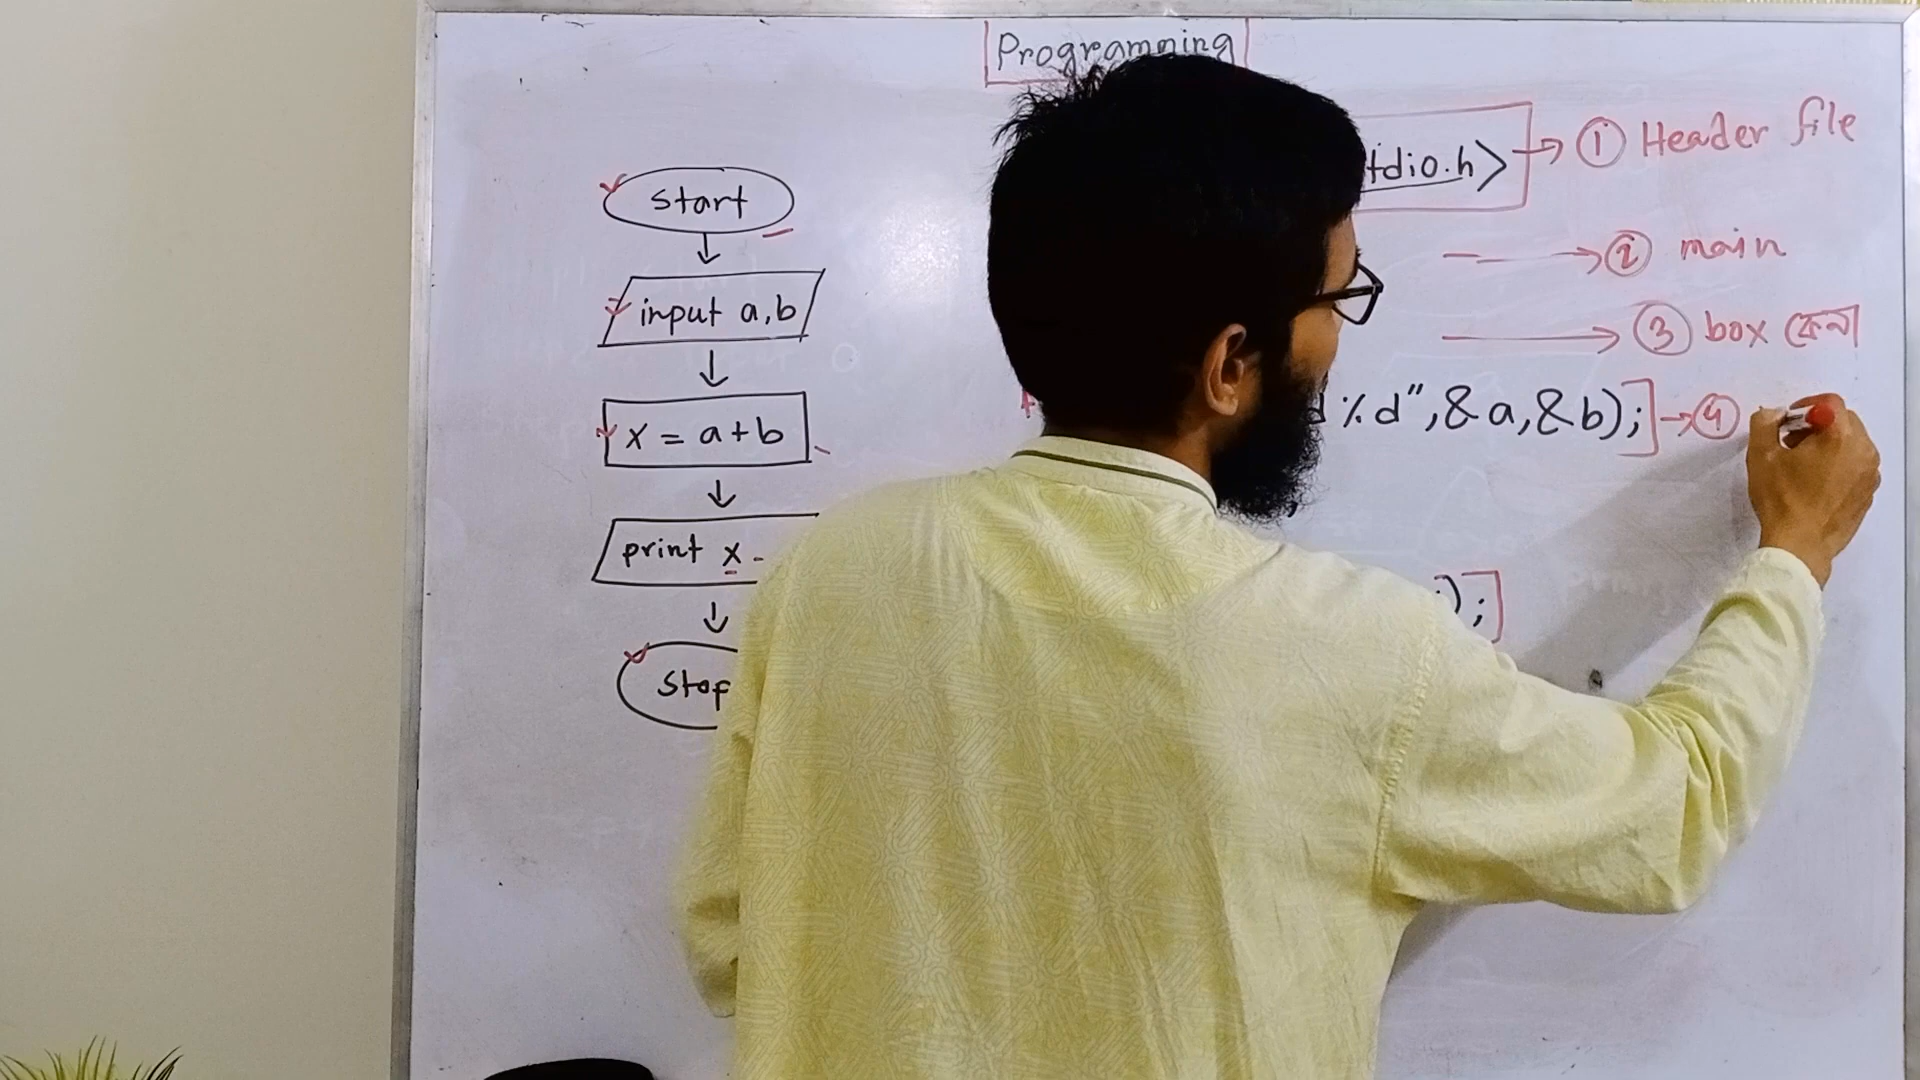 Programming
start
input a,b
x = a+b
print x
Stop
tdio.h> → ① Header file
→ ② main
→ ③ box কেনা
% d", & a, & b); → ④
);